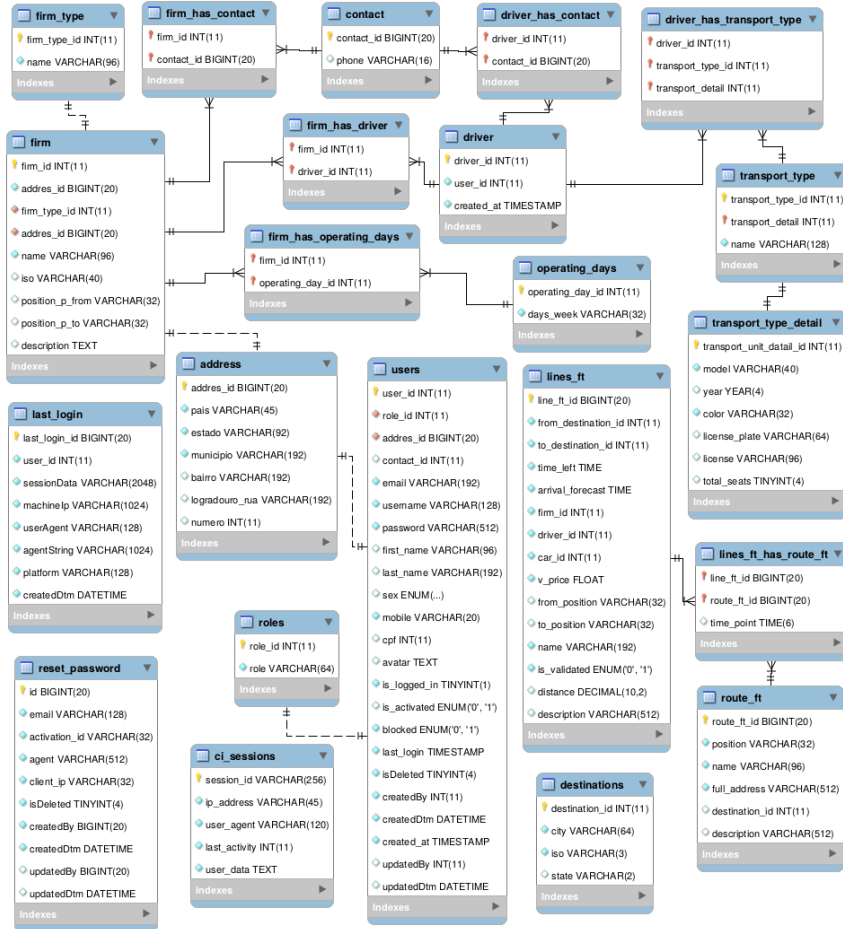 firm_type
firm_type_id INT(11)
name VARCHAR(96)
Indexes
firm_has_contact
firm_id INT(11)
contact_id BIGINT(20)
Indexes
contact
contact_id BIGINT(20)
phone VARCHAR(16)
Indexes
driver_has_contact
driver_id INT(11)
contact_id BIGINT(20)
Indexes
driver_has_transport_type
driver_id INT(11)
transport_type_id INT(11)
transport_detail INT(11)
Indexes
firm
firm_id INT(11)
addres_id BIGINT(20)
firm_type_id INT(11)
addres_id BIGINT(20)
name VARCHAR(96)
iso VARCHAR(40)
position_p_from VARCHAR(32)
position_p_to VARCHAR(32)
description TEXT
Indexes
firm_has_driver
firm_id INT(11)
driver_id INT(11)
Indexes
driver
driver_id INT(11)
user_id INT(11)
created_at TIMESTAMP
Indexes
transport_type
transport_type_id INT(11)
transport_detail INT(11)
name VARCHAR(128)
Indexes
firm_has_operating_days
firm_id INT(11)
operating_day_id INT(11)
Indexes
operating_days
operating_day_id INT(11)
days_week VARCHAR(32)
Indexes
transport_type_detail
transport_unit_datail_id INT(11)
model VARCHAR(40)
year YEAR(4)
color VARCHAR(32)
license_plate VARCHAR(64)
license VARCHAR(96)
total_seats TINYINT(4)
Indexes
address
addres_id BIGINT(20)
pais VARCHAR(45)
estado VARCHAR(92)
municipio VARCHAR(192)
bairro VARCHAR(192)
logradouro_rua VARCHAR(192)
numero INT(11)
Indexes
users
user_id INT(11)
role_id INT(11)
addres_id BIGINT(20)
contact_id INT(11)
email VARCHAR(192)
username VARCHAR(128)
password VARCHAR(512)
first_name VARCHAR(96)
last_name VARCHAR(192)
sex ENUM(...)
mobile VARCHAR(20)
cpf INT(11)
avatar TEXT
is_logged_in TINYINT(1)
is_activated ENUM('0', '1')
blocked ENUM('0', '1')
last_login TIMESTAMP
isDeleted TINYINT(4)
createdBy INT(11)
createdDtm DATETIME
created_at TIMESTAMP
updatedBy INT(11)
updatedDtm DATETIME
Indexes
lines_ft
line_ft_id BIGINT(20)
from_destination_id INT(11)
to_destination_id INT(11)
time_left TIME
arrival_forecast TIME
firm_id INT(11)
driver_id INT(11)
car_id INT(11)
v_price FLOAT
from_position VARCHAR(32)
to_position VARCHAR(32)
name VARCHAR(192)
is_validated ENUM('0', '1')
distance DECIMAL(10,2)
description VARCHAR(512)
Indexes
last_login
last_login_id BIGINT(20)
user_id INT(11)
sessionData VARCHAR(2048)
machineIp VARCHAR(1024)
userAgent VARCHAR(128)
agentString VARCHAR(1024)
platform VARCHAR(128)
createdDtm DATETIME
Indexes
lines_ft_has_route_ft
line_ft_id BIGINT(20)
route_ft_id BIGINT(20)
time_point TIME(6)
Indexes
roles
role_id INT(11)
role VARCHAR(64)
Indexes
reset_password
id BIGINT(20)
email VARCHAR(128)
activation_id VARCHAR(32)
agent VARCHAR(512)
client_ip VARCHAR(32)
isDeleted TINYINT(4)
createdBy BIGINT(20)
createdDtm DATETIME
updatedBy BIGINT(20)
updatedDtm DATETIME
Indexes
ci_sessions
session_id VARCHAR(256)
ip_address VARCHAR(45)
user_agent VARCHAR(120)
last_activity INT(11)
user_data TEXT
Indexes
destinations
destination_id INT(11)
city VARCHAR(64)
iso VARCHAR(3)
state VARCHAR(2)
Indexes
route_ft
route_ft_id BIGINT(20)
position VARCHAR(32)
name VARCHAR(96)
full_address VARCHAR(512)
destination_id INT(11)
description VARCHAR(512)
Indexes